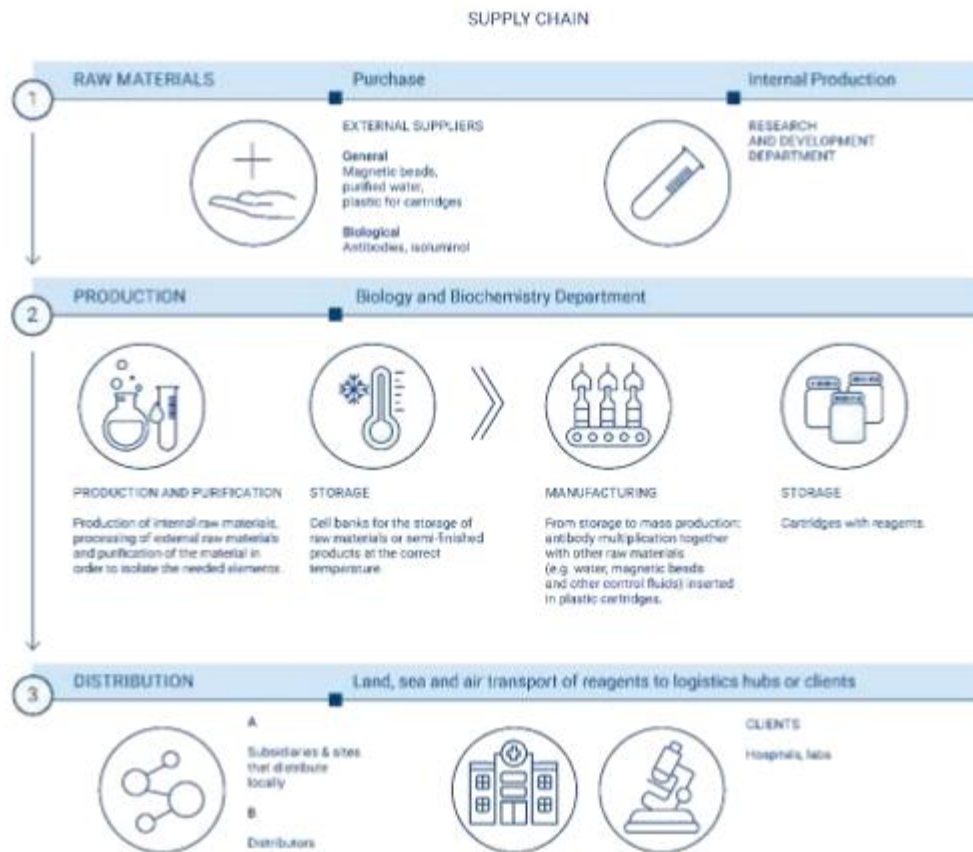 SUPPLY CHAIN
1
RAW MATERIALS
Purchase
Internal Production
EXTERNAL SUPPLIERS
General
Magnetic beads,
purified water,
plastic for cartridges
Biological
Antibodies, isoluminol
RESEARCH
AND DEVELOPMENT
DEPARTMENT
2
PRODUCTION
Biology and Biochemistry Department
PRODUCTION AND PURIFICATION
Production of internal raw materials,
processing of external raw materials
and purification of the material in
order to isolate the needed elements.
STORAGE
Cell banks for the storage of
raw materials or semi-finished
products at the correct
temperature.
MANUFACTURING
From storage to mass production:
antibody multiplication together
with other raw materials
(e.g. water, magnetic beads
and other control fluids) inserted
in plastic cartridges.
STORAGE
Cartridges with reagents.
3
DISTRIBUTION
Land, sea and air transport of reagents to logistics hubs or clients
A
Subsidiaries & sites
that distribute
locally
B
Distributors
CLIENTS
Hospitals, labs